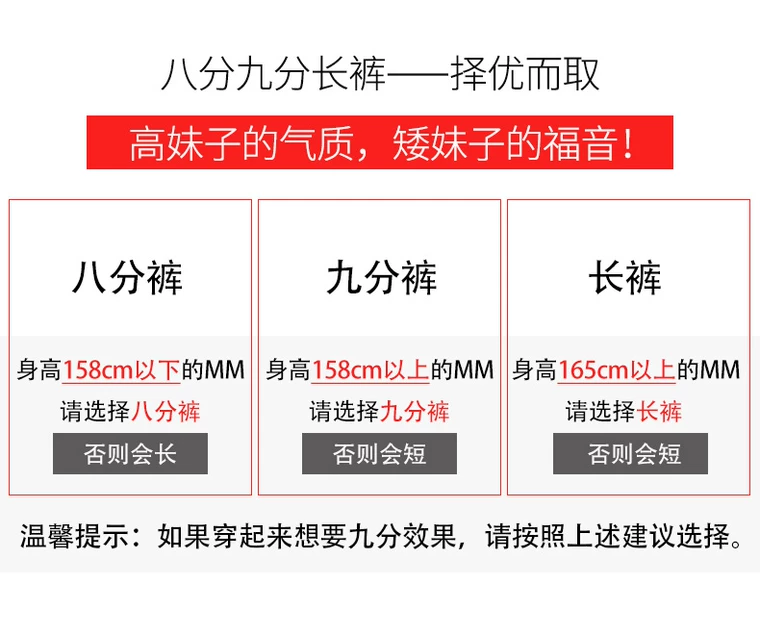 八分九分长裤——择优而取
高妹子的气质，矮妹子的福音！
八分裤
身高158cm以下的MM
请选择八分裤
否则会长
九分裤
身高158cm以上的MM
请选择九分裤
否则会短
长裤
身高165cm以上的MM
请选择长裤
否则会短
温馨提示：如果穿起来想要九分效果，请按照上述建议选择。